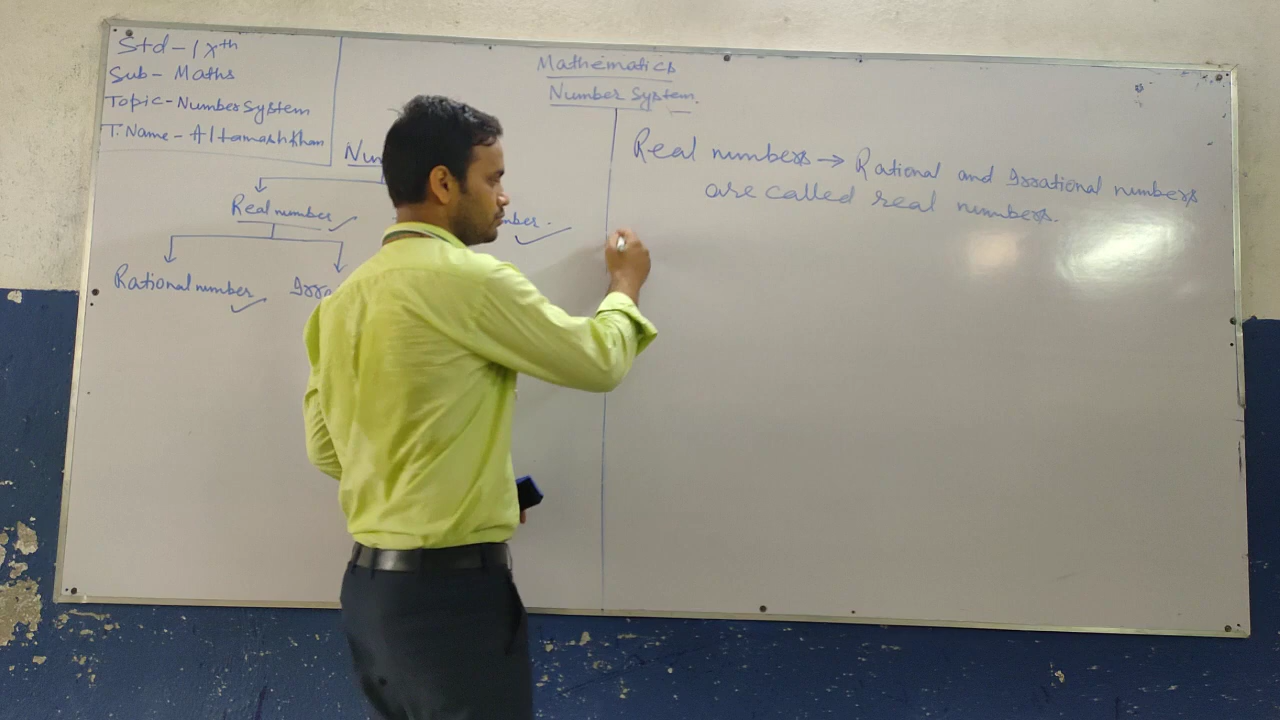 Std - IXth
Sub - Maths
Topic - Number System
T. Name - Altamash Khan
Mathematics
Number System.
Real number
Rational number
Real numbers → Rational and Irrational numbers
are called real numbers.